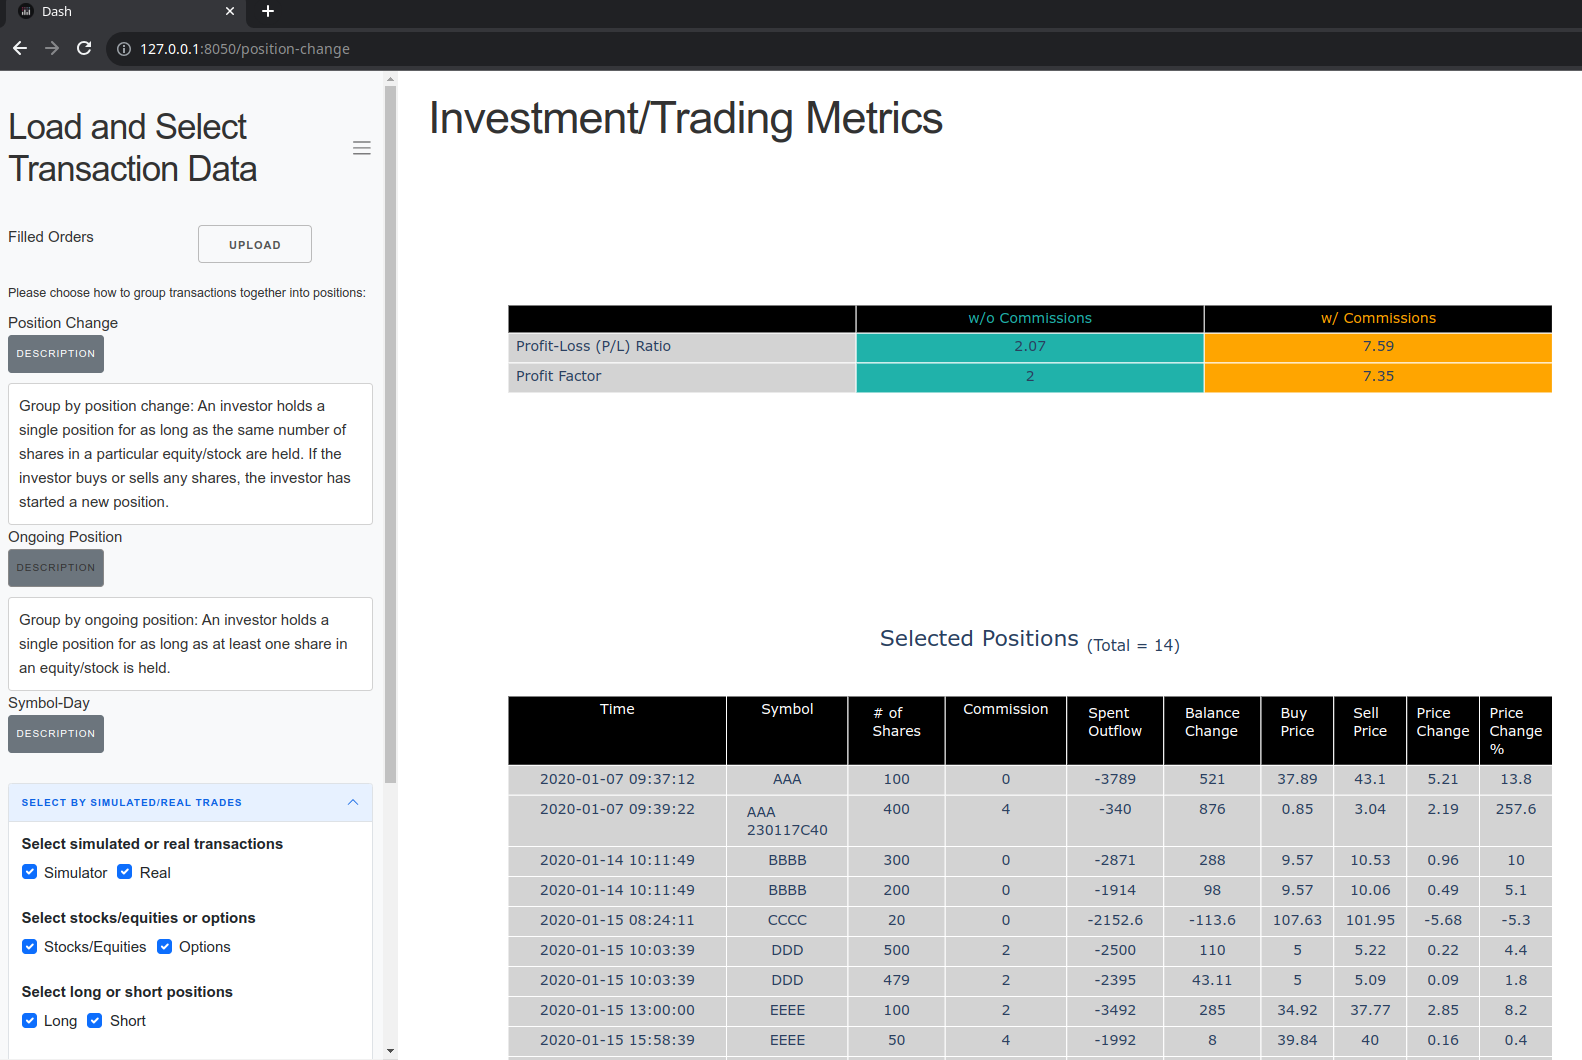 Dash
127.0.0.1:8050/position-change
Load and Select
Transaction Data
Filled Orders
UPLOAD
Please choose how to group transactions together into positions:
Position Change
DESCRIPTION
Group by position change: An investor holds a
single position for as long as the same number of
shares in a particular equity/stock are held. If the
investor buys or sells any shares, the investor has
started a new position.
Ongoing Position
DESCRIPTION
Group by ongoing position: An investor holds a
single position for as long as at least one share in
an equity/stock is held.
Symbol-Day
DESCRIPTION
SELECT BY SIMULATED/REAL TRADES
Select simulated or real transactions
Simulator Real
Select stocks/equities or options
Stocks/Equities Options
Select long or short positions
Long Short
Investment/Trading Metrics
w/o Commissions w/ Commissions
Profit-Loss (P/L) Ratio 2.07 7.59
Profit Factor 2 7.35
Selected Positions (Total = 14)
Time Symbol # of Shares Commission Spent Outflow Balance Change Buy Price Sell Price Price Change Price Change %
2020-01-07 09:37:12 AAA 100 0 -3789 521 37.89 43.1 5.21 13.8
2020-01-07 09:39:22 AAA 230117C40 400 4 -340 876 0.85 3.04 2.19 257.6
2020-01-14 10:11:49 BBBB 300 0 -2871 288 9.57 10.53 0.96 10
2020-01-14 10:11:49 BBBB 200 0 -1914 98 9.57 10.06 0.49 5.1
2020-01-15 08:24:11 CCCC 20 0 -2152.6 -113.6 107.63 101.95 -5.68 -5.3
2020-01-15 10:03:39 DDD 500 2 -2500 110 5 5.22 0.22 4.4
2020-01-15 10:03:39 DDD 479 2 -2395 43.11 5 5.09 0.09 1.8
2020-01-15 13:00:00 EEEE 100 2 -3492 285 34.92 37.77 2.85 8.2
2020-01-15 15:58:39 EEEE 50 4 -1992 8 39.84 40 0.16 0.4